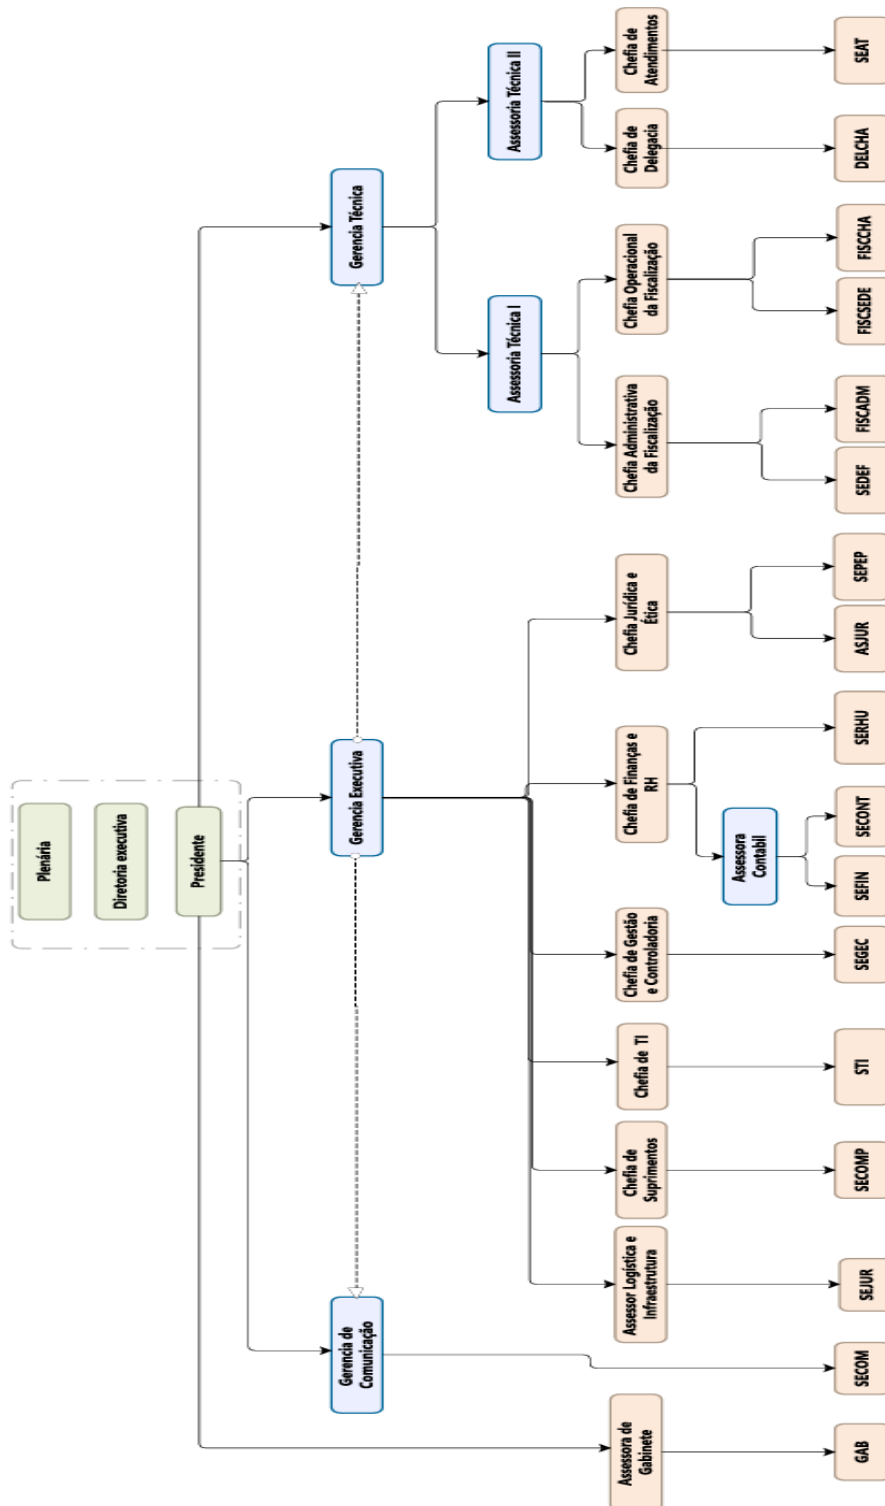 Plenária
Diretoria executiva
Presidente
Gerencia de
Comunicação
Gerencia Executiva
Gerencia Técnica
Assessoria Técnica I
Assessoria Técnica II
Assessora de
Gabinete
Assessor Logística e
Infraestrutura
Chefia de
Suprimentos
Chefia de TI
Chefia de Gestão
e Controladoria
Chefia de Finanças e
RH
Chefia Jurídica e
Ética
Chefia Administrativa
da Fiscalização
Chefia Operacional
da Fiscalização
Chefia de
Delegacia
Chefia de
Atendimentos
Assessora
Contabil
GAB
SECOM
SEJUR
SECOMP
STI
SEGEC
SEFIN
SECONT
SERHU
ASJUR
SEPEP
SEDEF
FISCADM
FISCSEDE
FISCCHA
DELCHA
SEAT